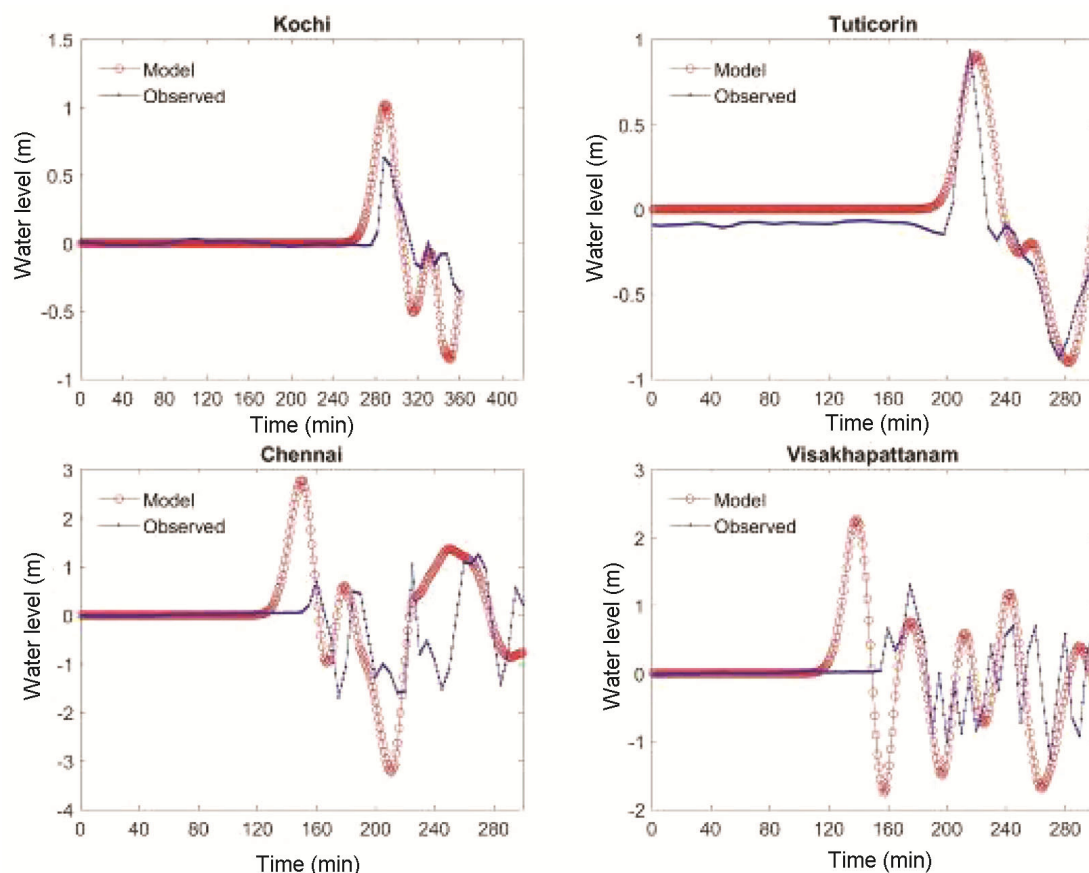 Kochi
1.5
1
0.5
0
-0.5
-1
Water level (m)
Model
Observed
0 40 80 120 160 200 240 280 320 360 400
Time (min)
Tuticorin
1
0.5
0
-0.5
-1
Water level (m)
Model
Observed
0 40 80 120 160 200 240 280
Time (min)
Chennai
3
2
1
0
-1
-2
-3
-4
Water level (m)
Model
Observed
0 40 80 120 160 200 240 280
Time (min)
Visakhapattanam
3
2
1
0
-1
-2
Water level (m)
Model
Observed
0 40 80 120 160 200 240 280
Time (min)